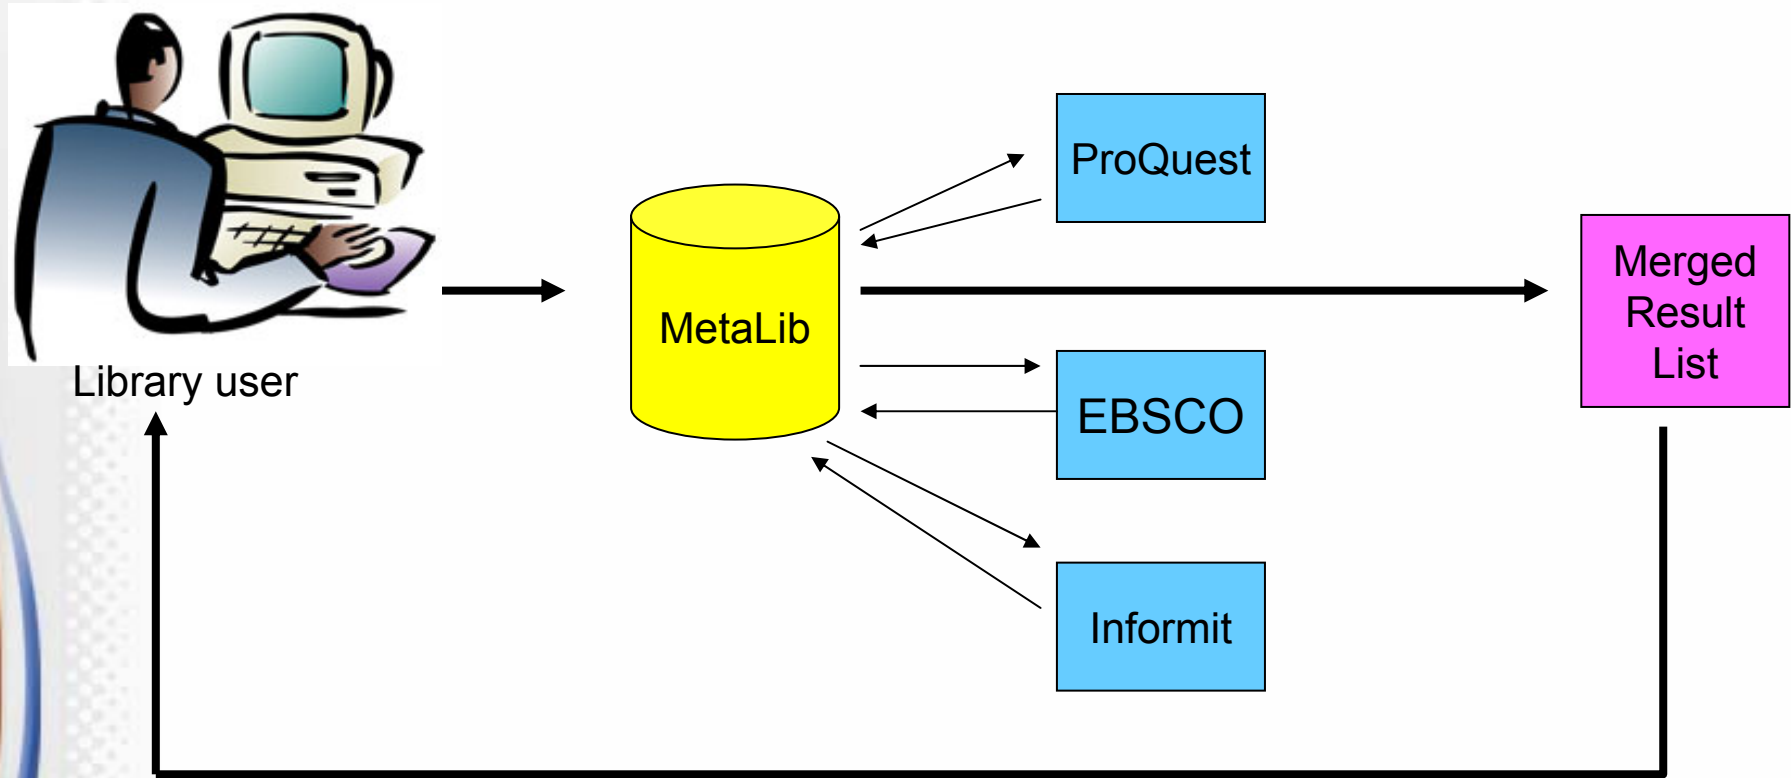 Library user
MetaLib
ProQuest
EBSCO
Informit
Merged
Result
List